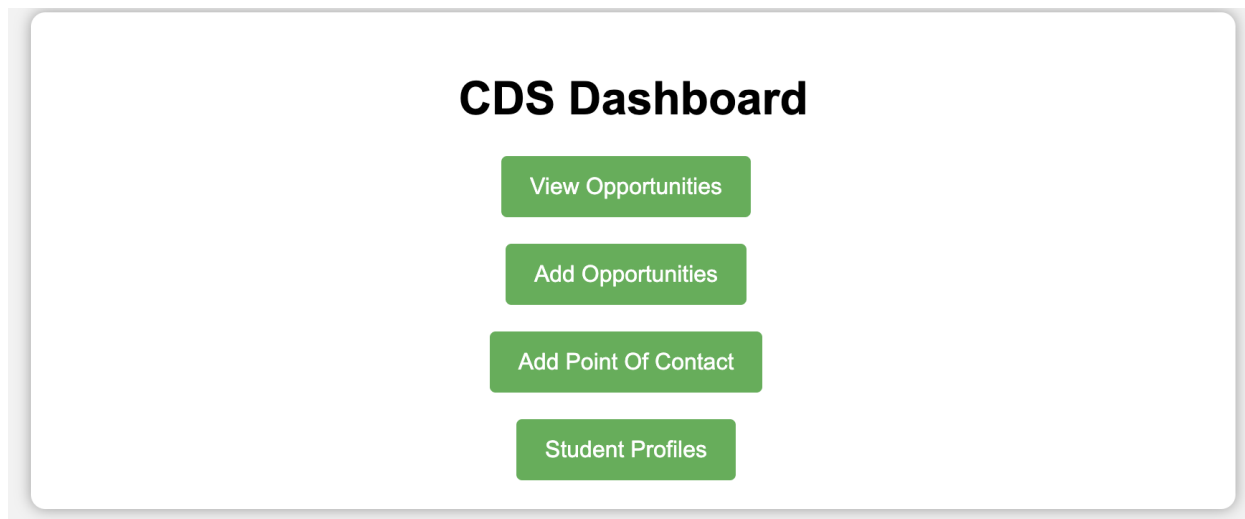 CDS Dashboard
View Opportunities
Add Opportunities
Add Point Of Contact
Student Profiles